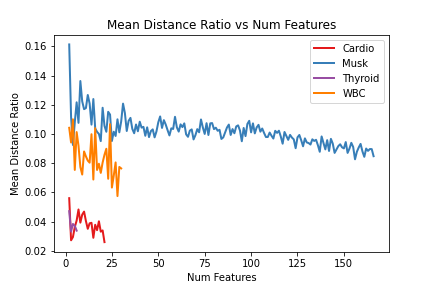 Mean Distance Ratio vs Num Features
Mean Distance Ratio
0.16
0.14
0.12
0.10
0.08
0.06
0.04
0.02
Cardio
Musk
Thyroid
WBC
0
25
50
75
100
125
150
Num Features